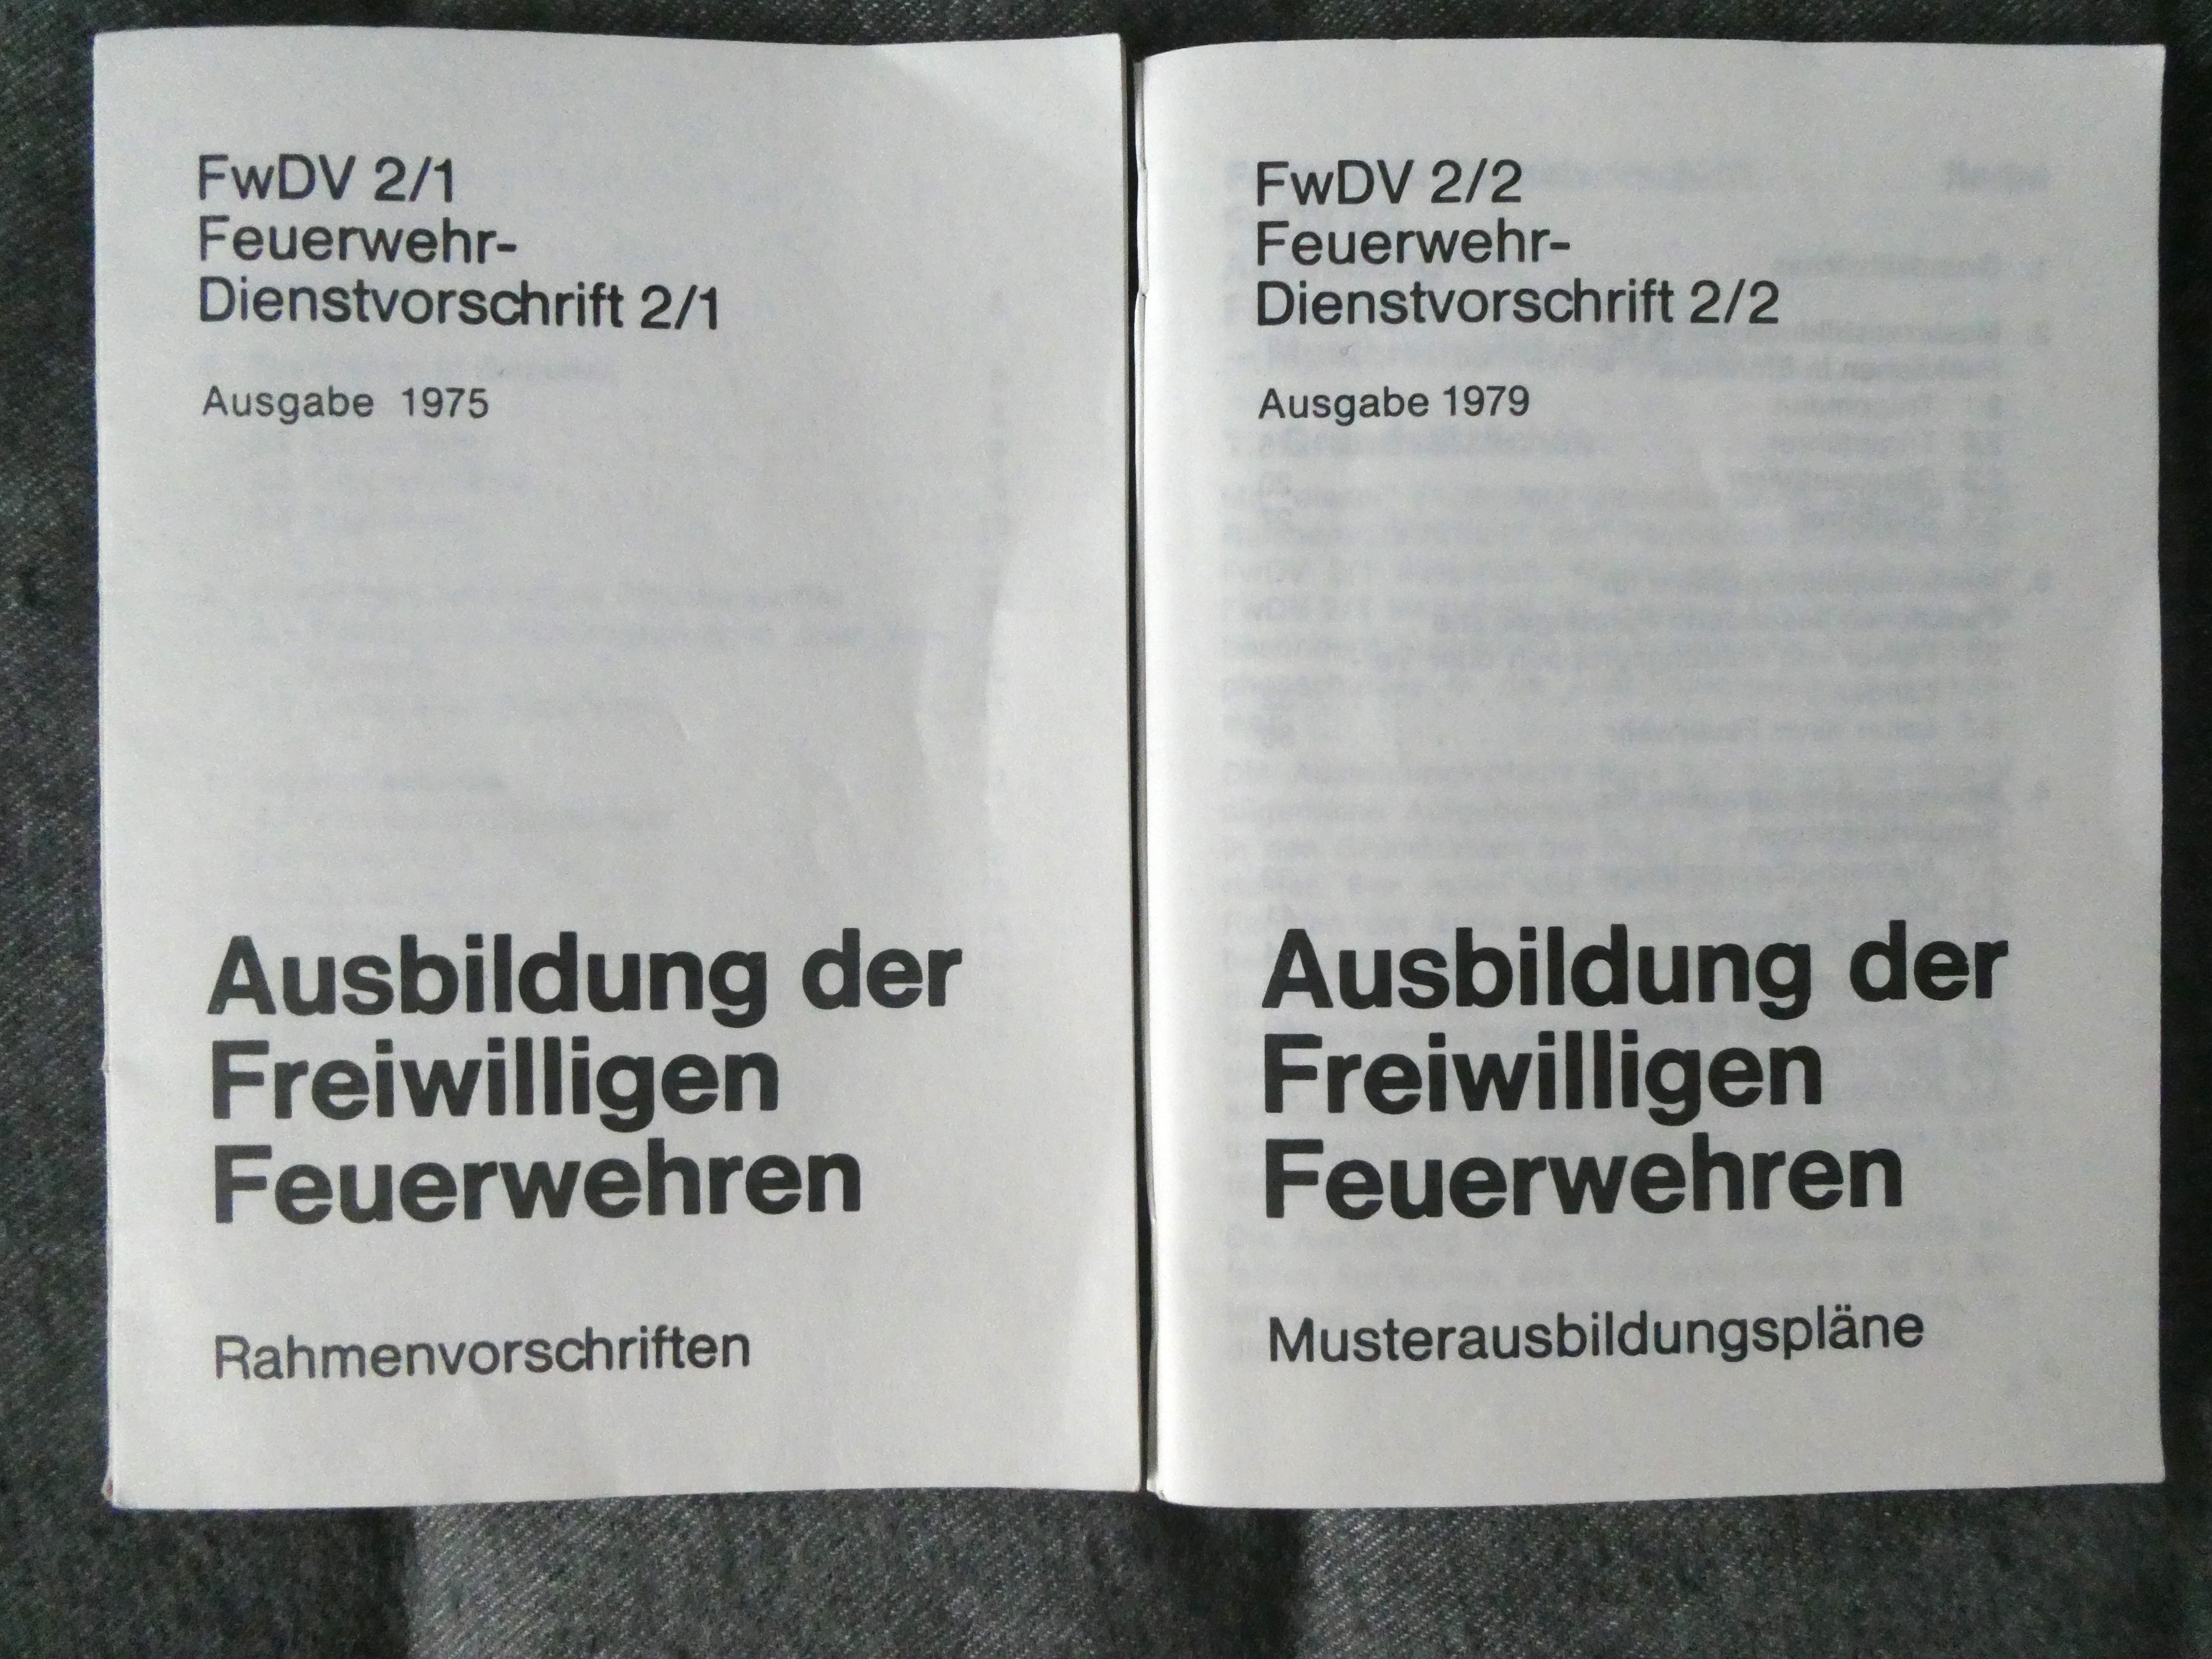 FwDV 2/1
Feuerwehr-
Dienstvorschrift 2/1
Ausgabe 1975
Ausbildung der
Freiwilligen
Feuerwehren
Rahmenvorschriften
FwDV 2/2
Feuerwehr-
Dienstvorschrift 2/2
Ausgabe 1979
Ausbildung der
Freiwilligen
Feuerwehren
Musterausbildungspläne